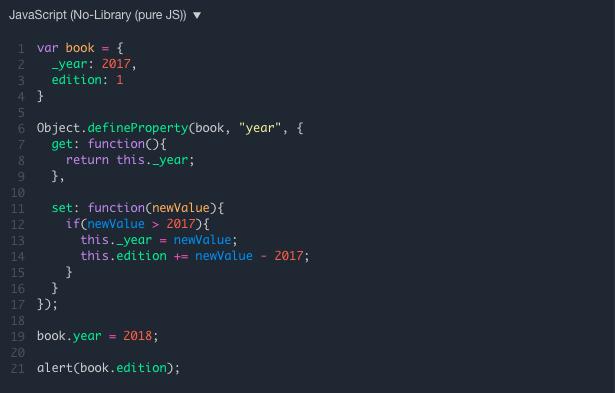 JavaScript (No-Library (pure JS)) ▼
1 var book = {
2   _year: 2017,
3   edition: 1
4 }
5
6 Object.defineProperty(book, "year", {
7   get: function(){
8     return this._year;
9   },
10
11   set: function(newValue){
12     if(newValue > 2017){
13       this._year = newValue;
14       this.edition += newValue - 2017;
15     }
16   }
17 });
18
19 book.year = 2018;
20
21 alert(book.edition);